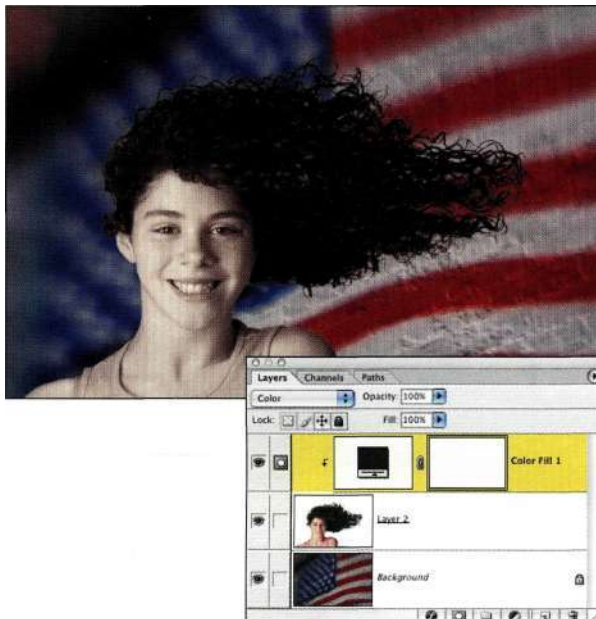 Layers Channels Paths
Color Opacity: 100%
Lock: Fill: 100%
Color Fill 1
Layer 2
Background